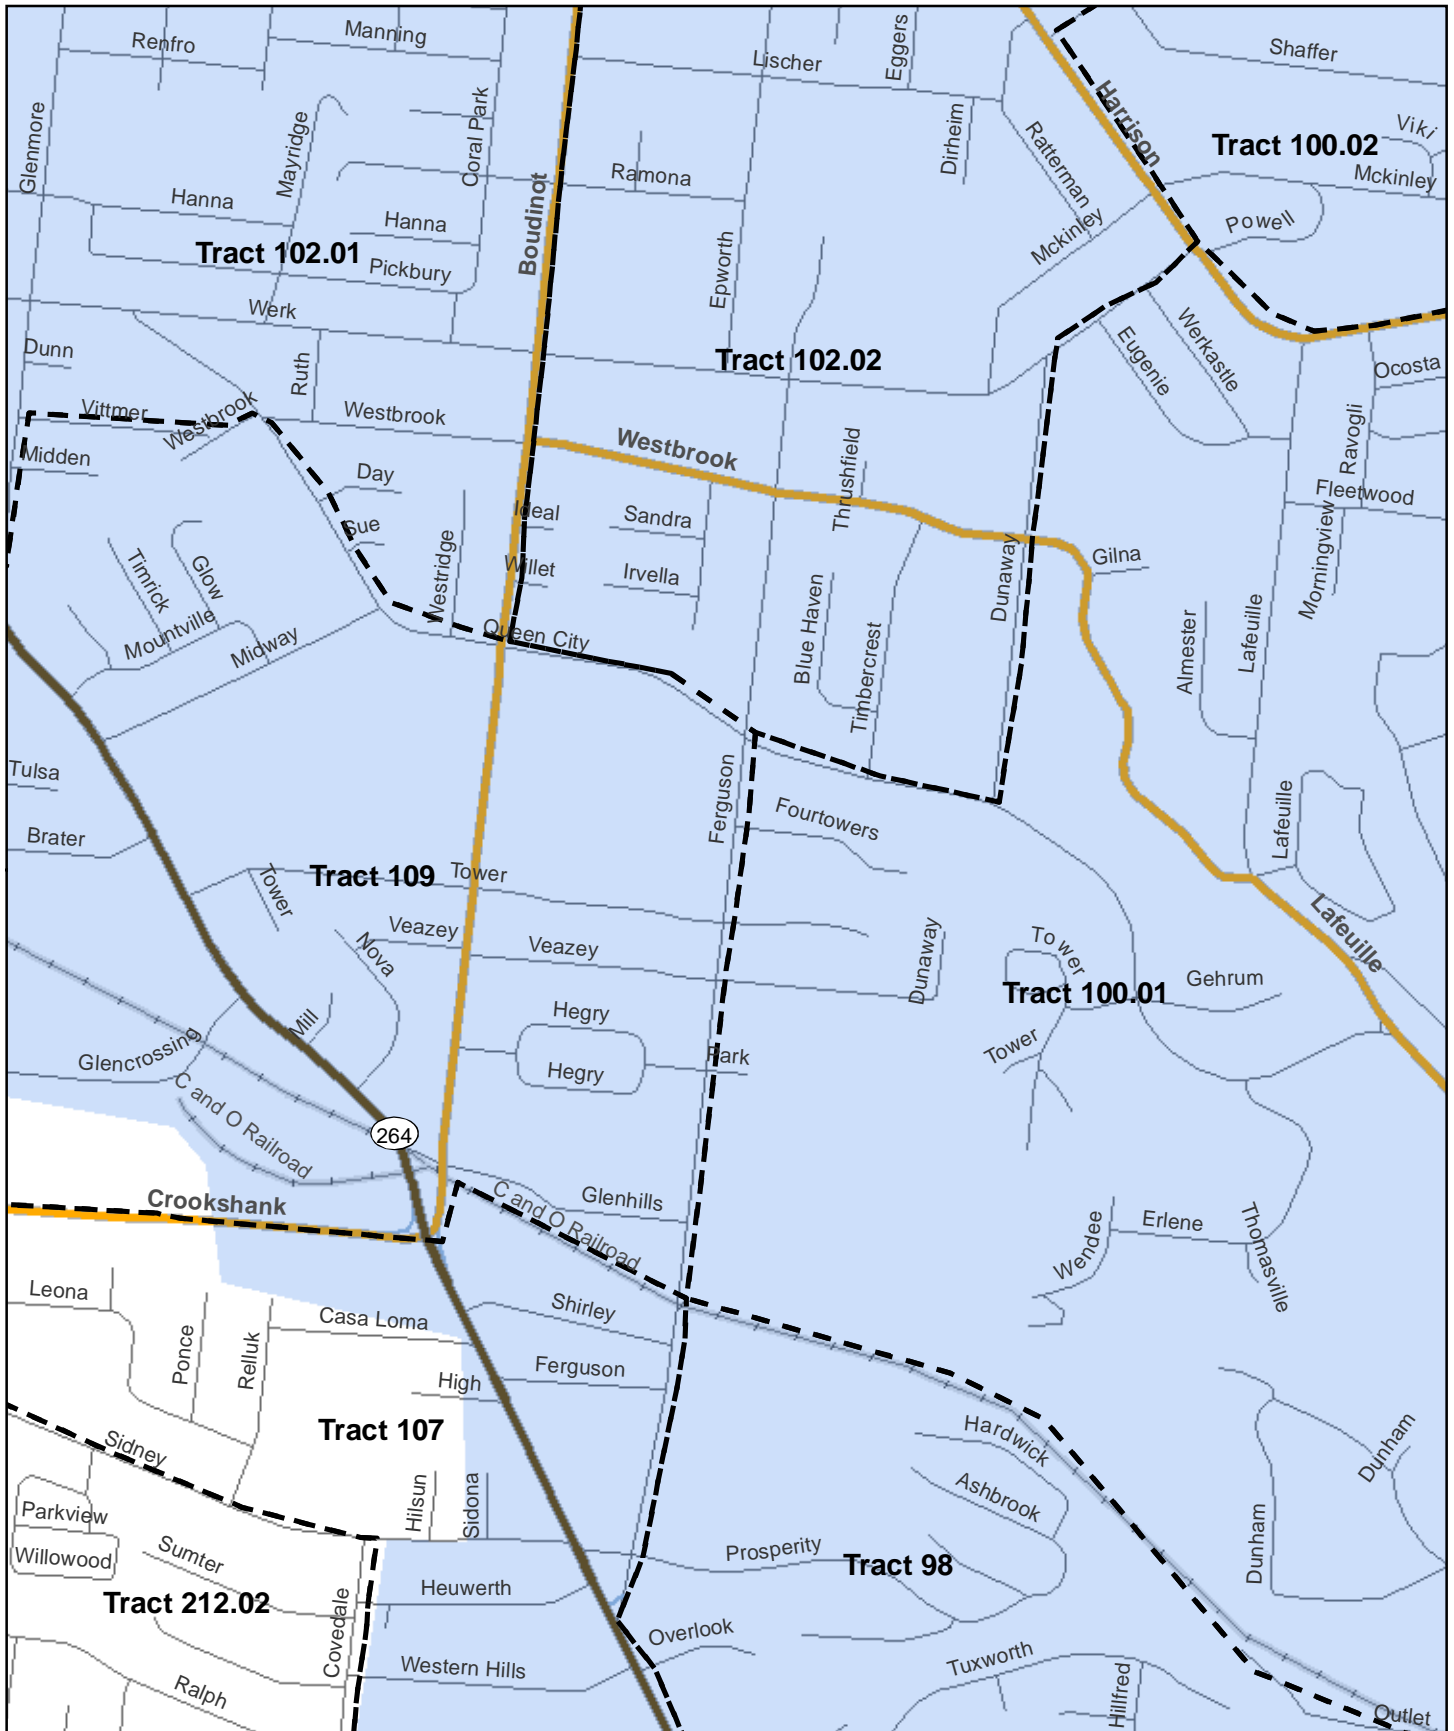 Renfro
Manning
Lischer
Eggers
Shaffer
Glenmore
Mayridge
Coral Park
Harrison
Dirheim
Ratterman
Viki
Tract 100.02
Mckinley
Ramona
Hanna
Hanna
Boudinot
Powell
Mckinley
Tract 102.01
Pickbury
Epworth
Werk
Werkastle
Eugenie
Dunn
Ruth
Tract 102.02
Ocosta
Vittmer
Westbrook
Westbrook
Westbrook
Ravogli
Midden
Day
Thrushfield
Fleetwood
Sue
Ideal
Sandra
Morningview
Timrick
Glow
Westridge
Willet
Irvella
Dunaway
Gilna
Mountville
Midway
Queen City
Blue Haven
Timbercrest
Almester
Lafeuille
Tulsa
Ferguson
Fourtowers
Lafeuille
Brater
Tower
Tract 109
Tower
Veazey
Veazey
Nova
Dunaway
Tower
Lafeuille
Gehrum
Tract 100.01
Mill
Hegry
Hegry
Park
Tower
Glencrossing
C and O Railroad
264
Crookshank
C and O Railroad
Glenhills
Wendee
Erlene
Thomasville
Leona
Ponce
Relluk
Casa Loma
Shirley
Ferguson
High
Tract 107
Sidney
Hardwick
Dunham
Ashbrook
Hilsun
Sidona
Parkview
Willowood
Sumter
Prosperity
Tract 98
Dunham
Heuwerth
Tract 212.02
Covedale
Overlook
Western Hills
Tuxworth
Ralph
Hillfred
Outlet